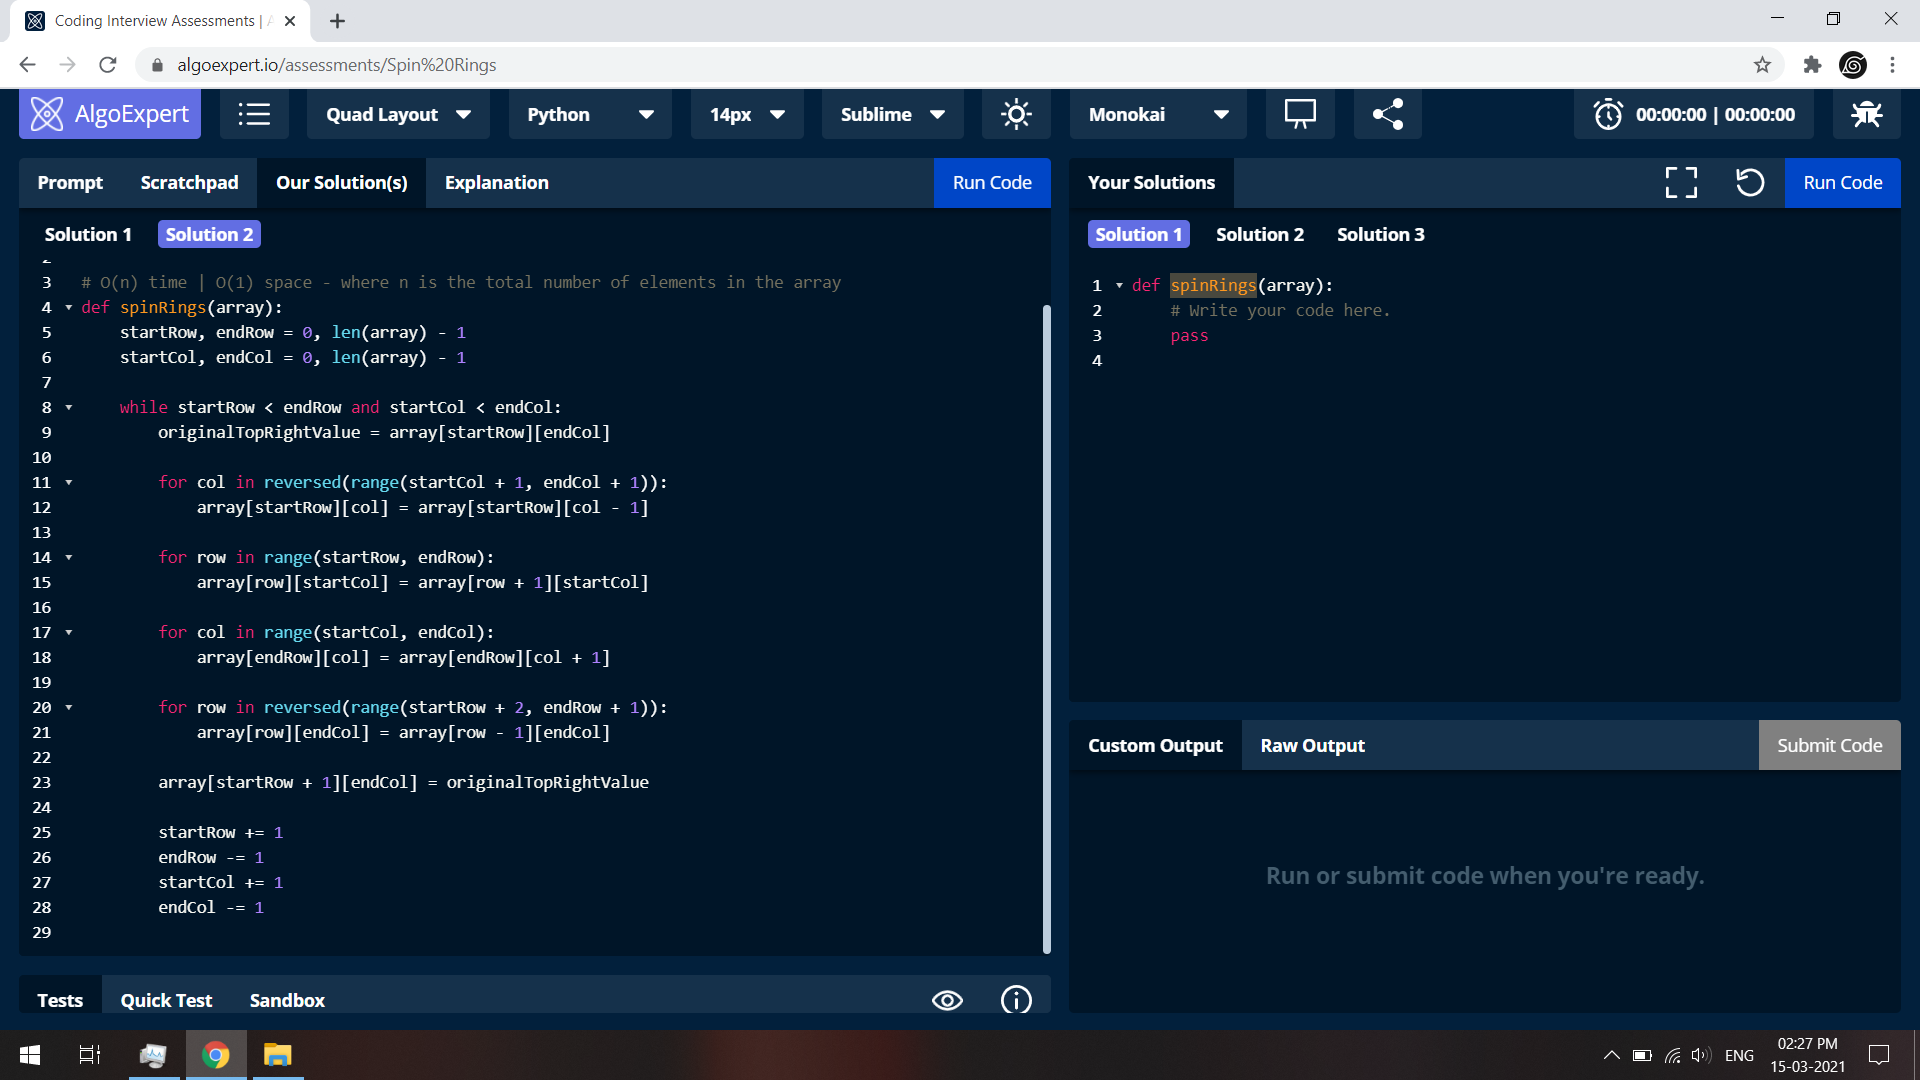 Coding Interview Assessments | A
algoexpert.io/assessments/Spin%20Rings
AlgoExpert
Quad Layout
Python
14px
Sublime
Monokai
00:00:00 | 00:00:00
Prompt
Scratchpad
Our Solution(s)
Explanation
Run Code
Solution 1
Solution 2
2
3 # O(n) time | O(1) space - where n is the total number of elements in the array
4 def spinRings(array):
5     startRow, endRow = 0, len(array) - 1
6     startCol, endCol = 0, len(array) - 1
7
8     while startRow < endRow and startCol < endCol:
9         originalTopRightValue = array[startRow][endCol]
10
11         for col in reversed(range(startCol + 1, endCol + 1)):
12             array[startRow][col] = array[startRow][col - 1]
13
14         for row in range(startRow, endRow):
15             array[row][startCol] = array[row + 1][startCol]
16
17         for col in range(startCol, endCol):
18             array[endRow][col] = array[endRow][col + 1]
19
20         for row in reversed(range(startRow + 2, endRow + 1)):
21             array[row][endCol] = array[row - 1][endCol]
22
23         array[startRow + 1][endCol] = originalTopRightValue
24
25         startRow += 1
26         endRow -= 1
27         startCol += 1
28         endCol -= 1
29
Tests
Quick Test
Sandbox
Your Solutions
Run Code
Solution 1
Solution 2
Solution 3
1 def spinRings(array):
2     # Write your code here.
3     pass
4
Custom Output
Raw Output
Submit Code
Run or submit code when you're ready.
ENG
02:27 PM
15-03-2021